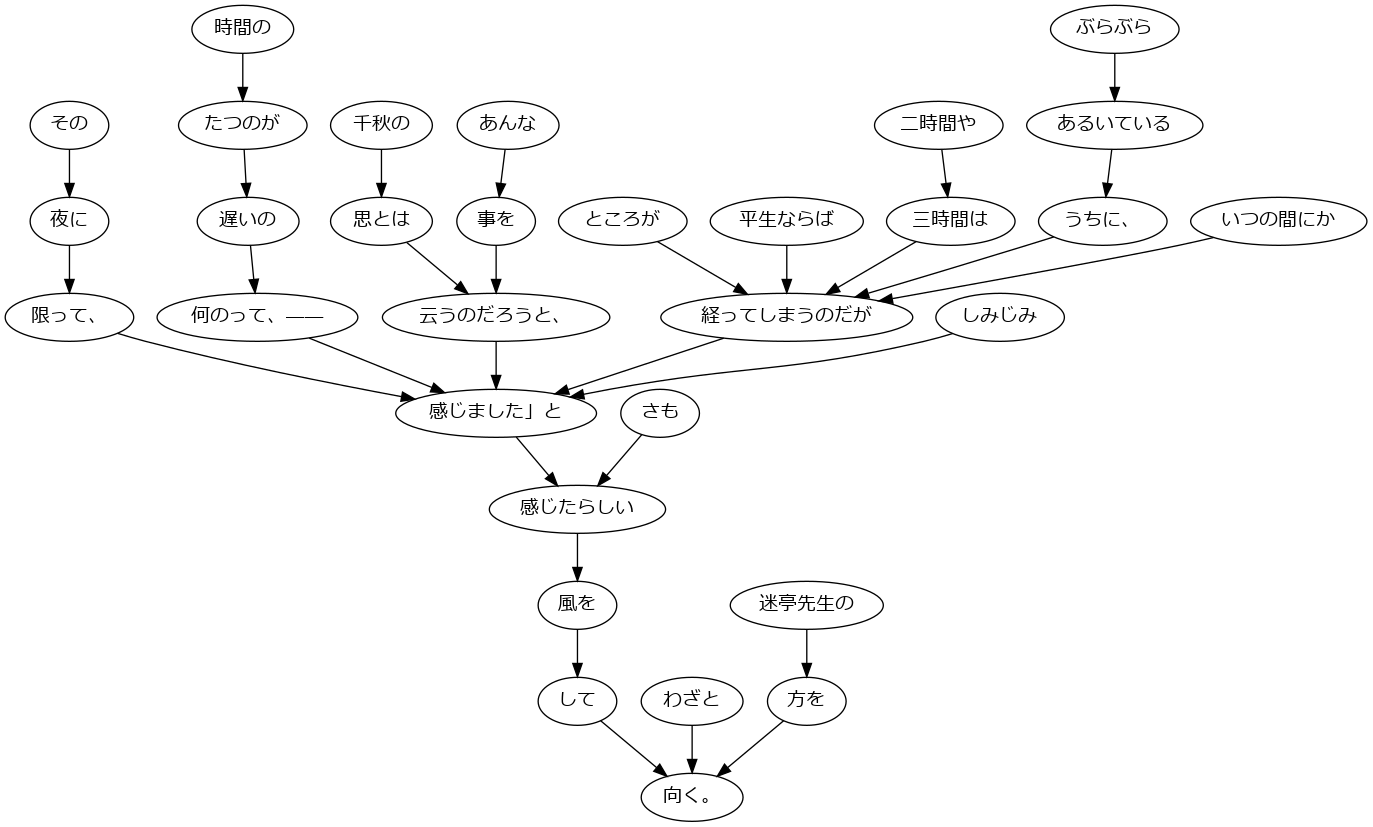 時間の
ぶらぶら
その
たつのが
千秋の
あんな
二時間や
あるいている
夜に
遅いの
思とは
事を
ところが
平生ならば
三時間は
うちに、
いつの間にか
限って、
何のって、――
云うのだろうと、
経ってしまうのだが
しみじみ
感じました」と
さも
感じたらしい
風を
迷亭先生の
して
わざと
方を
向く。